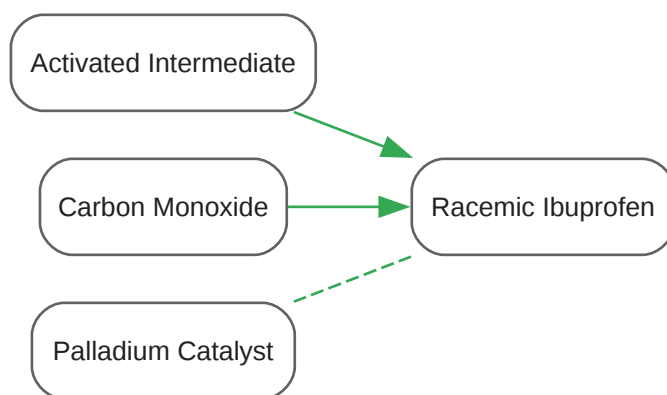 Activated Intermediate
Carbon Monoxide
Racemic Ibuprofen
Palladium Catalyst